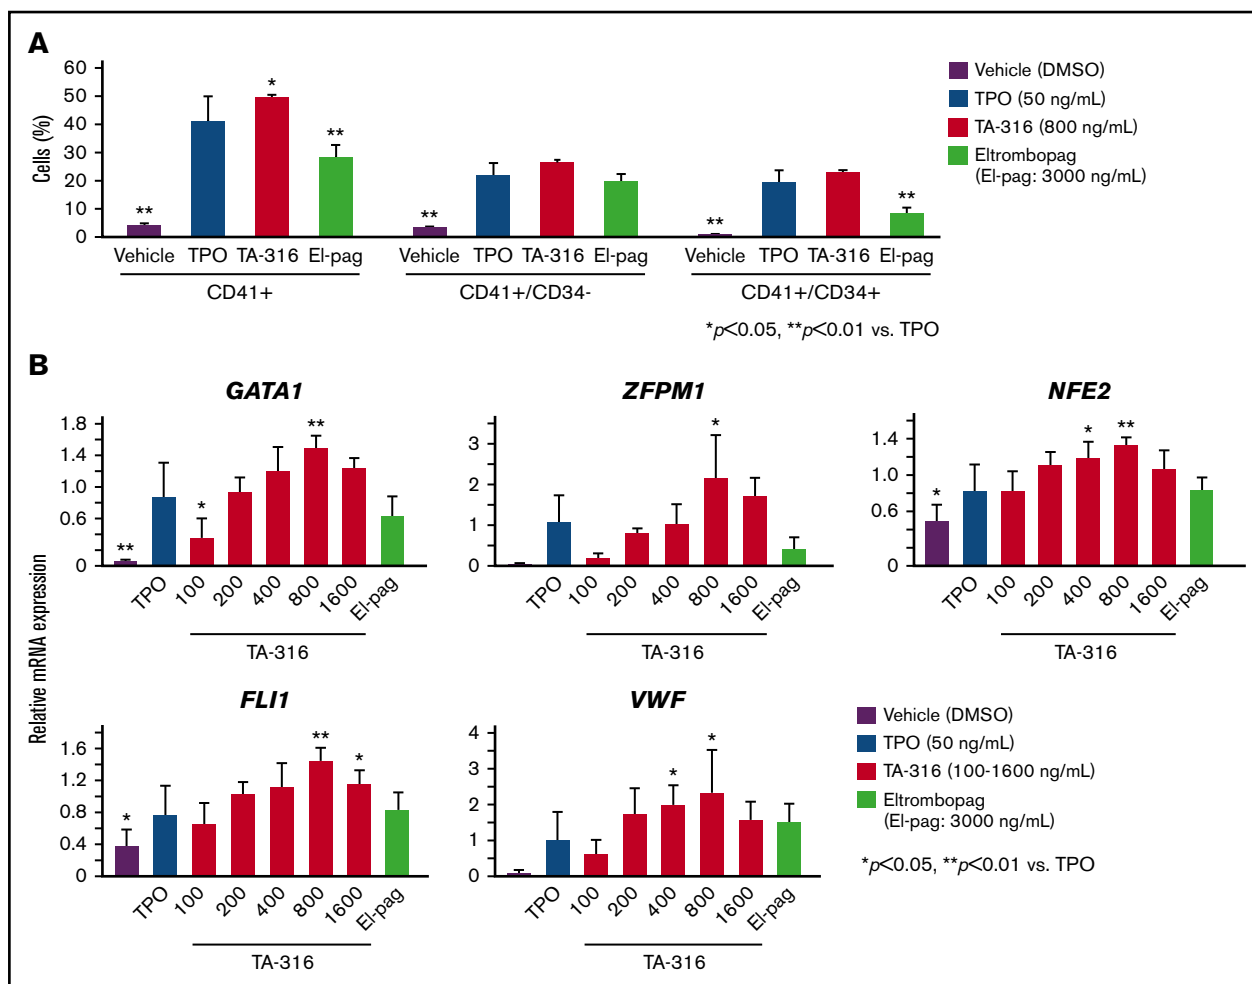 A
60
50
40
30
20
10
0
Cells (%)
*
**
**
**
**
**
Vehicle TPO TA-316 El-pag
Vehicle TPO TA-316 El-pag
Vehicle TPO TA-316 El-pag
CD41+
CD41+/CD34-
CD41+/CD34+
Vehicle (DMSO)
TPO (50 ng/mL)
TA-316 (800 ng/mL)
Eltrombopag
(El-pag: 3000 ng/mL)
*p<0.05, **p<0.01 vs. TPO
B
Relative mRNA expression
GATA1
1.8
1.4
1.0
0.6
0
**
*
**
TPO 100 200 400 800 1600 El-pag
TA-316
ZFPM1
3
2
1
0
*
TPO 100 200 400 800 1600 El-pag
TA-316
NFE2
1.4
1.0
0.6
0
*
*
**
TPO 100 200 400 800 1600 El-pag
TA-316
FLI1
1.6
1.2
0.8
0.4
0
*
**
*
TPO 100 200 400 800 1600 El-pag
TA-316
VWF
4
3
2
1
0
*
*
TPO 100 200 400 800 1600 El-pag
TA-316
Vehicle (DMSO)
TPO (50 ng/mL)
TA-316 (100-1600 ng/mL)
Eltrombopag
(El-pag: 3000 ng/mL)
*p<0.05, **p<0.01 vs. TPO